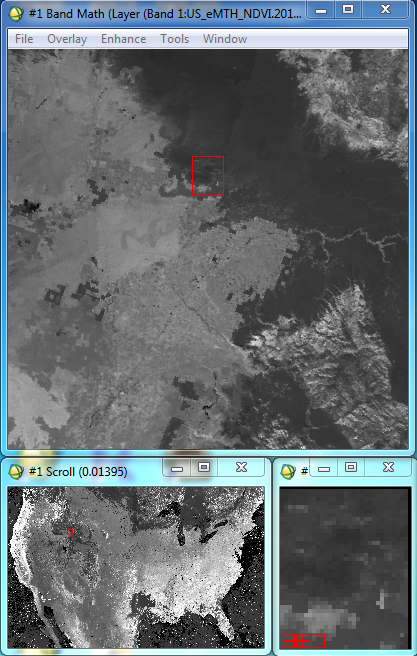 #1 Band Math (Layer (Band 1:US_eMTH_NDVI.201...
File Overlay Enhance Tools Window
#1 Scroll (0.01395)
#